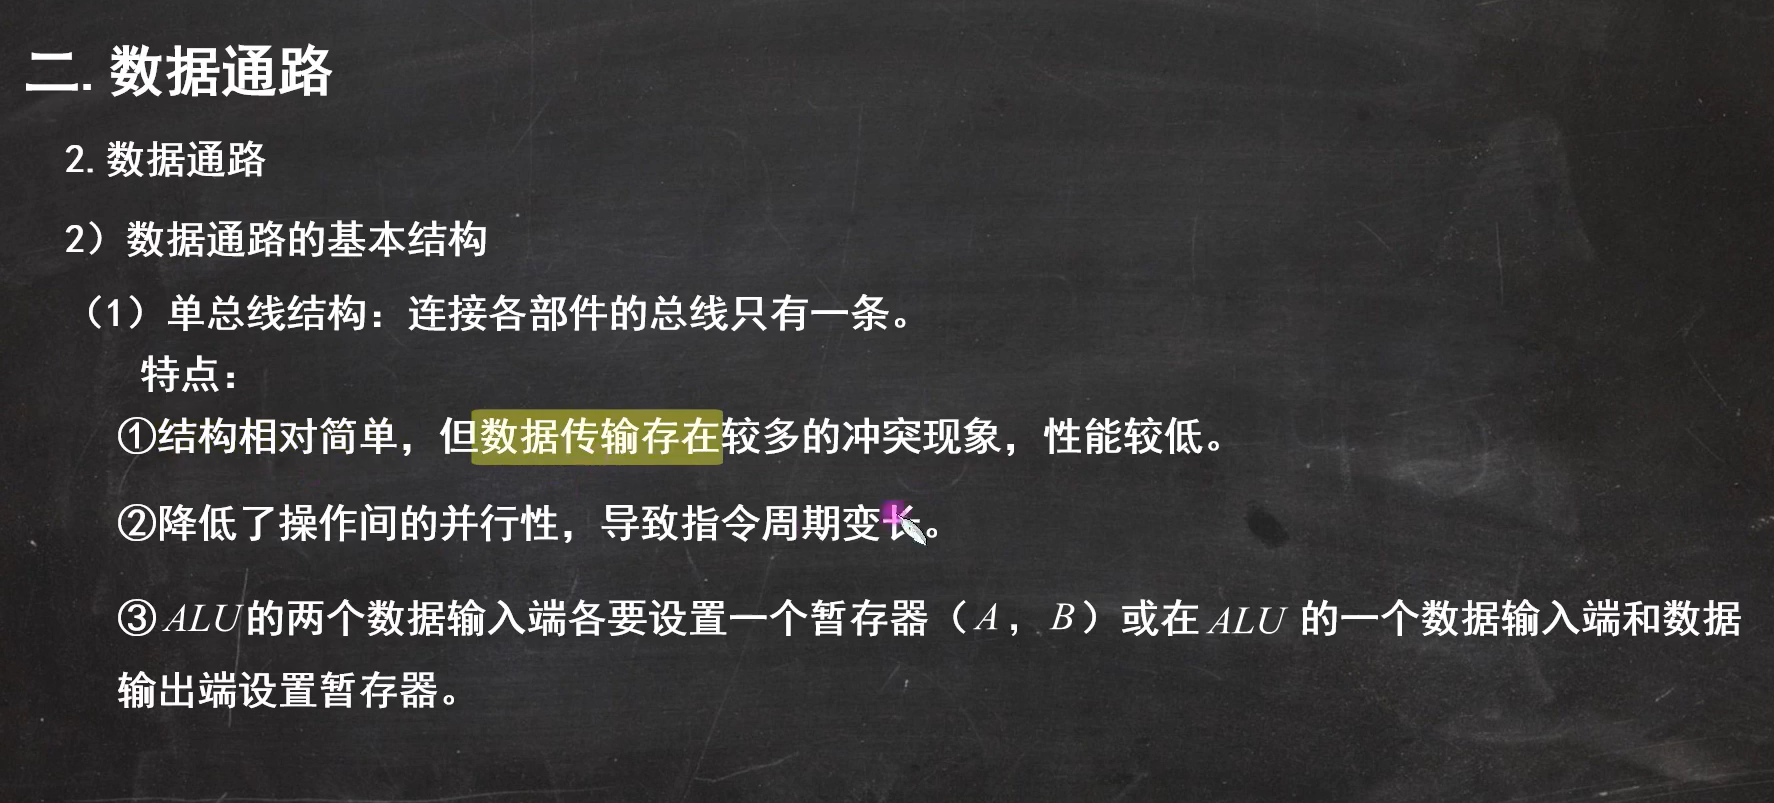 二.数据通路
2.数据通路
2）数据通路的基本结构
（1）单总线结构：连接各部件的总线只有一条。
特点：
①结构相对简单，但数据传输存在较多的冲突现象，性能较低。
②降低了操作间的并行性，导致指令周期变长。
③ALU的两个数据输入端各要设置一个暂存器（A，B）或在ALU的一个数据输入端和数据
输出端设置暂存器。